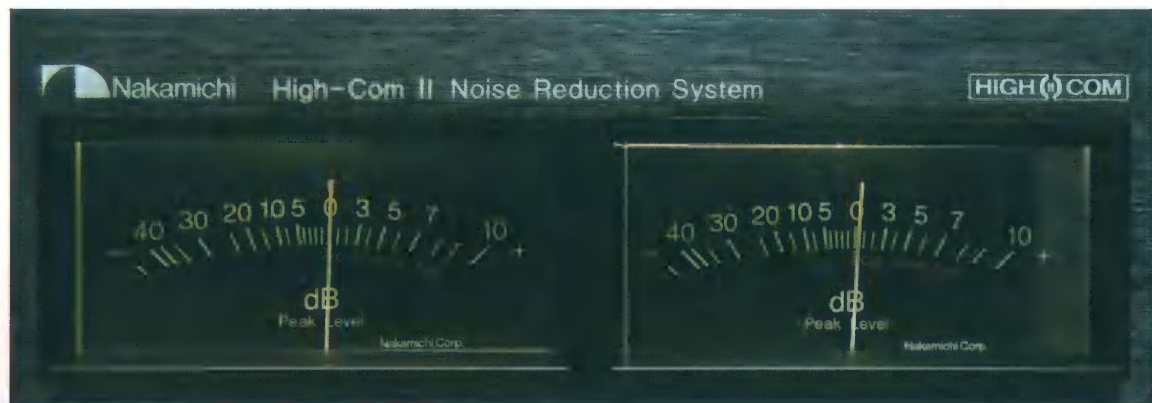 Nakamichi High-Com II Noise Reduction System HIGH COM
40 30 20 10 5 0 3 5 7 10
- +
dB
Peak Level
Nakamichi Corp.
40 30 20 10 5 0 3 5 7 10
- +
dB
Peak Level
Nakamichi Corp.